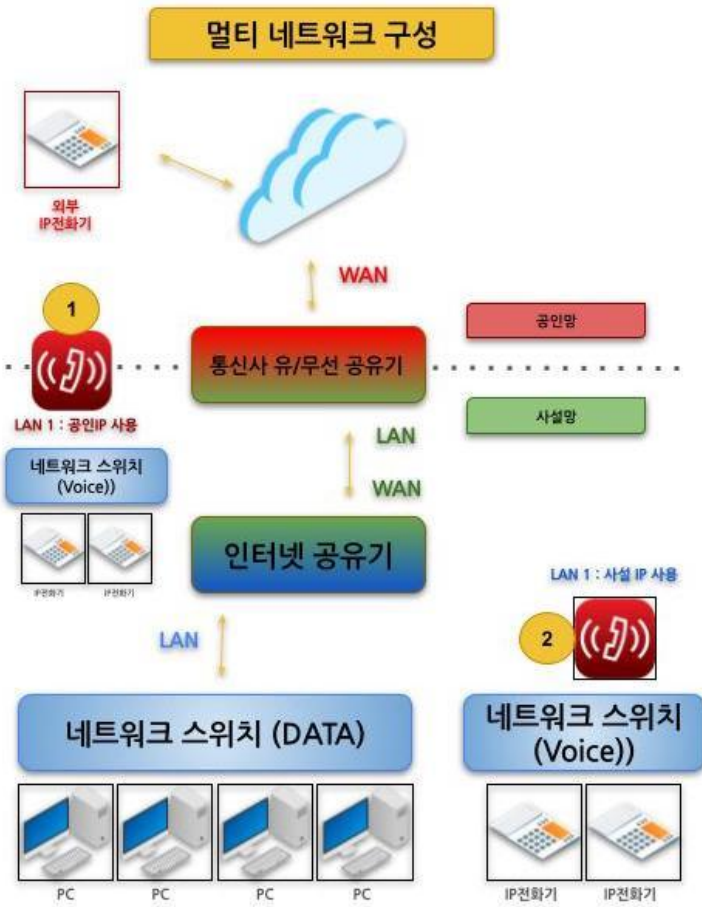 멀티 네트워크 구성
외부
IP전화기
WAN
1
공인망
통신사 유/무선 공유기
사설망
LAN 1 : 공인IP 사용
LAN
네트워크 스위치
(Voice))
WAN
IP전화기
IP전화기
인터넷 공유기
LAN 1 : 사설 IP 사용
LAN
2
네트워크 스위치 (DATA)
네트워크 스위치
(Voice))
PC
PC
PC
PC
IP전화기
IP전화기